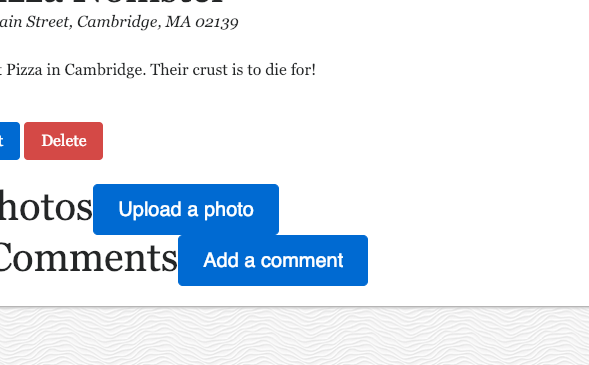 ain Street, Cambridge, MA 02139
Pizza in Cambridge. Their crust is to die for!
Delete
hotos Upload a photo
Comments Add a comment